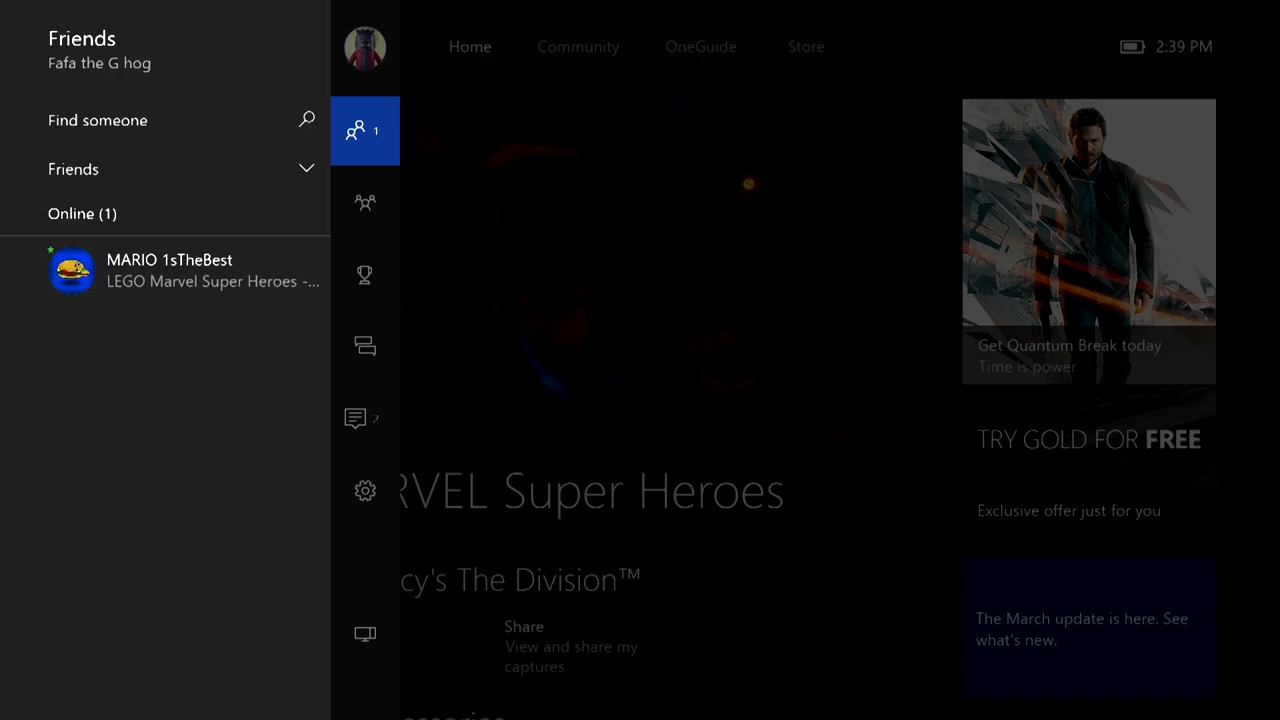 Friends
Fafa the G hog
Find someone
Friends
Online (1)
MARIO 1sTheBest
LEGO Marvel Super Heroes -...
1
2
Home
Community
OneGuide
Store
2:39 PM
RVEL Super Heroes
cy's The Division™
Share
View and share my
captures
Get Quantum Break today
Time is power
TRY GOLD FOR FREE
Exclusive offer just for you
The March update is here. See
what's new.